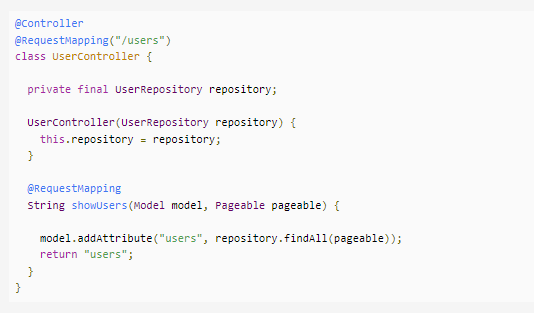 @Controller
@RequestMapping("/users")
class UserController {
private final UserRepository repository;
UserController(UserRepository repository) {
this.repository = repository;
}
@RequestMapping
String showUsers(Model model, Pageable pageable) {
model.addAttribute("users", repository.findAll(pageable));
return "users";
}
}